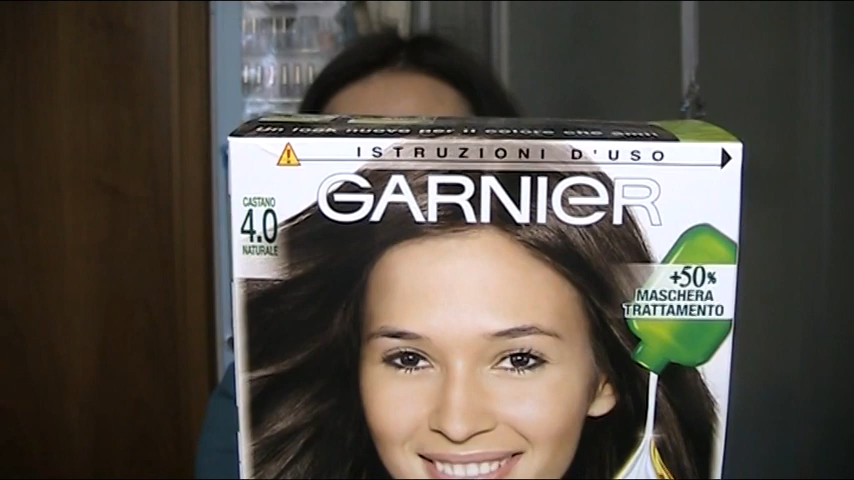 Un look nuovo per il colore che ami!
ISTRUZIONI D'USO
GARNIER
CASTANO
4.0
NATURALE
+50%
MASCHERA
TRATTAMENTO